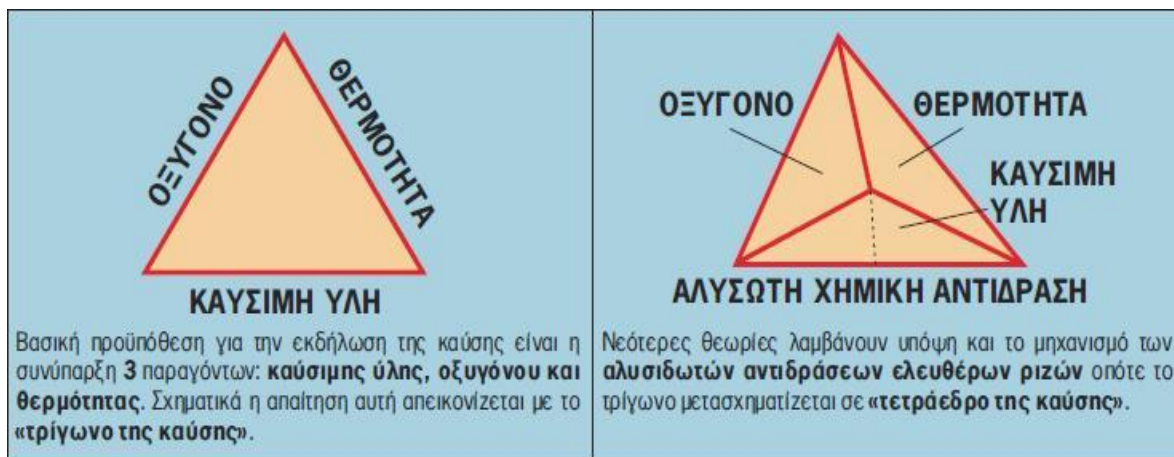 ΟΞΥΓΟΝΟ
ΘΕΡΜΟΤΗΤΑ
ΚΑΥΣΙΜΗ ΥΛΗ
Βασική προϋπόθεση για την εκδήλωση της καύσης είναι η
συνύπαρξη 3 παραγόντων: καύσιμης ύλης, οξυγόνου και
θερμότητας. Σχηματικά η απαίτηση αυτή απεικονίζεται με το
«τρίγωνο της καύσης».
ΟΞΥΓΟΝΟ
ΘΕΡΜΟΤΗΤΑ
ΚΑΥΣΙΜΗ
ΥΛΗ
ΑΛΥΣΩΤΗ ΧΗΜΙΚΗ ΑΝΤΙΔΡΑΣΗ
Νεότερες θεωρίες λαμβάνουν υπόψη και το μηχανισμό των
αλυσιδωτών αντιδράσεων ελευθέρων ριζών οπότε το
τρίγωνο μετασχηματίζεται σε «τετράεδρο της καύσης».